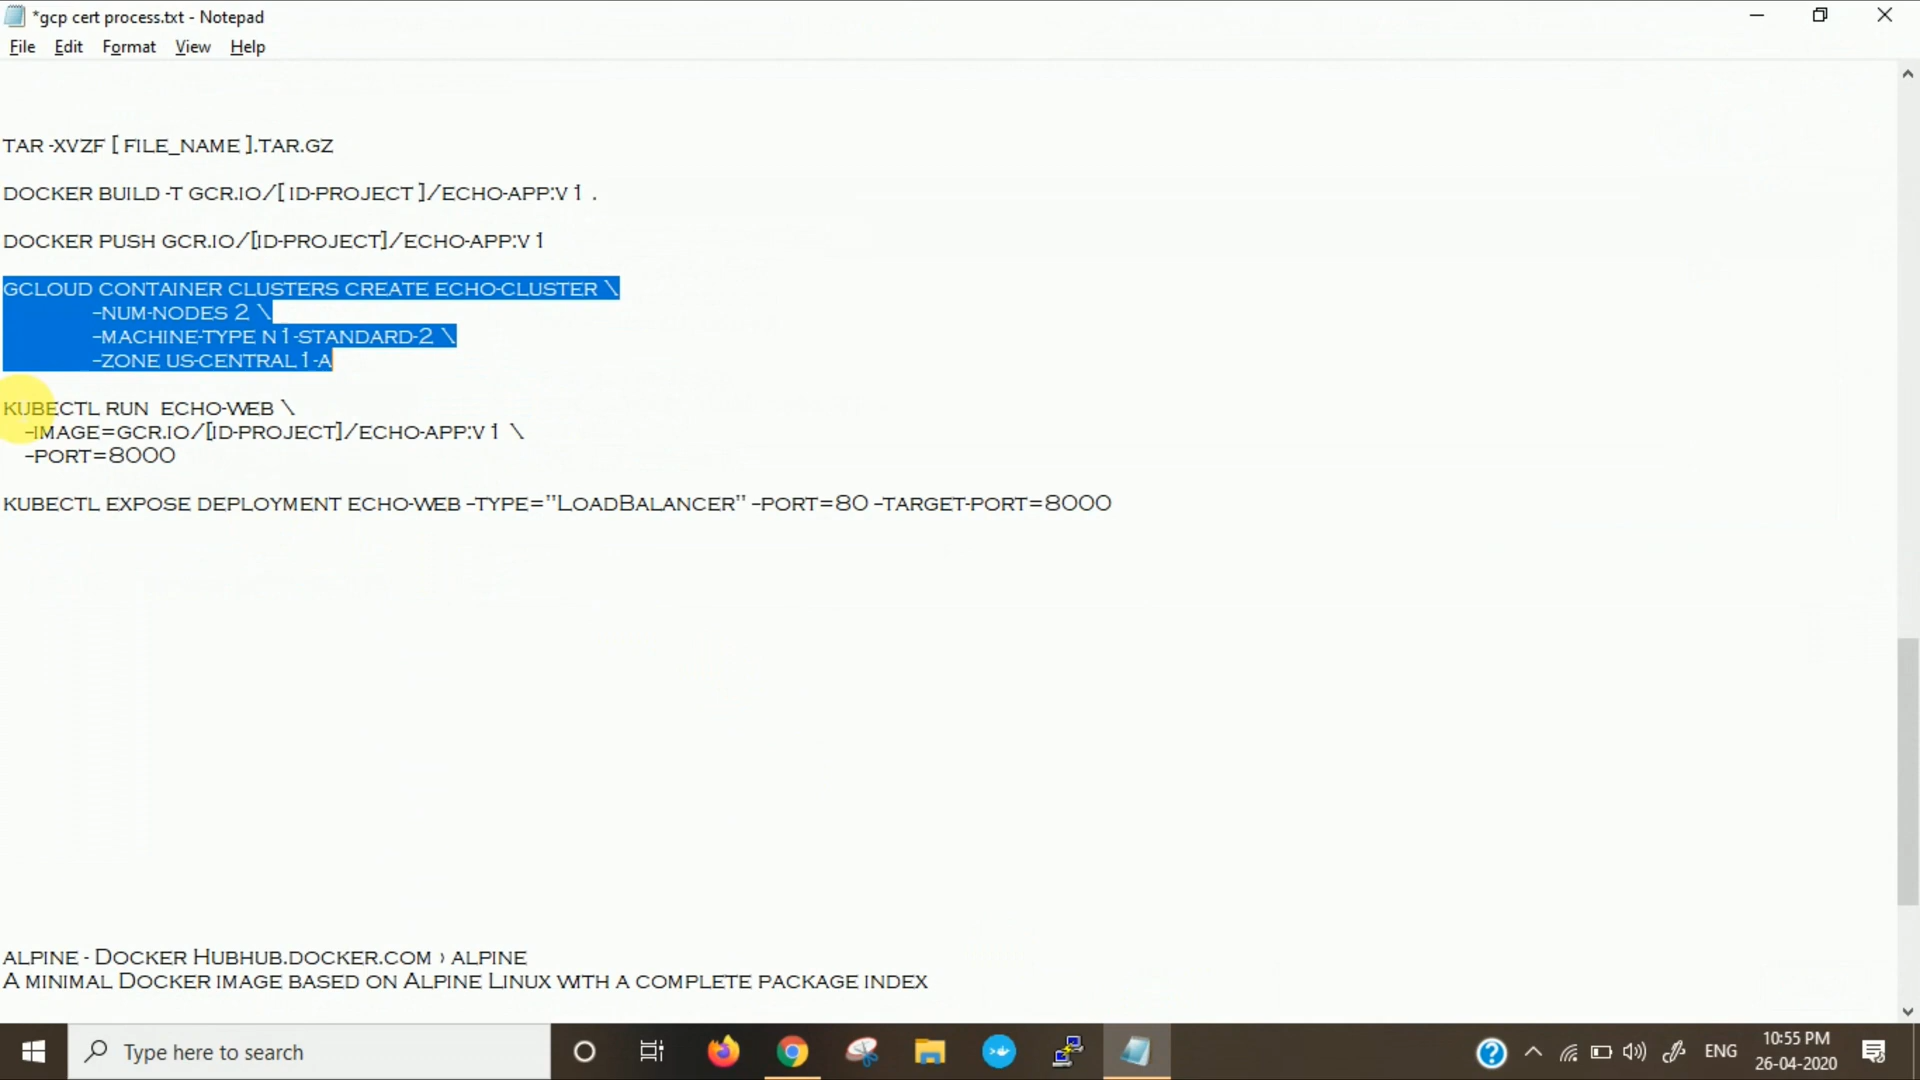 *gcp cert process.txt - Notepad
File Edit Format View Help
TAR -XVZF [ FILE_NAME ].TAR.GZ
DOCKER BUILD -T GCR.IO/[ ID-PROJECT ]/ECHO-APP:V1 .
DOCKER PUSH GCR.IO/[ID-PROJECT]/ECHO-APP:V1
GCLOUD CONTAINER CLUSTERS CREATE ECHO-CLUSTER \
–NUM-NODES 2 \
–MACHINE-TYPE N1-STANDARD-2 \
–ZONE US-CENTRAL1-A
KUBECTL RUN  ECHO-WEB \
–IMAGE=GCR.IO/[ID-PROJECT]/ECHO-APP:V1 \
–PORT=8000
KUBECTL EXPOSE DEPLOYMENT ECHO-WEB –TYPE="LOADBALANCER" –PORT=80 –TARGET-PORT=8000
ALPINE - DOCKER HUBHUB.DOCKER.COM › ALPINE
A MINIMAL DOCKER IMAGE BASED ON ALPINE LINUX WITH A COMPLETE PACKAGE INDEX
Type here to search
ENG
10:55 PM
26-04-2020